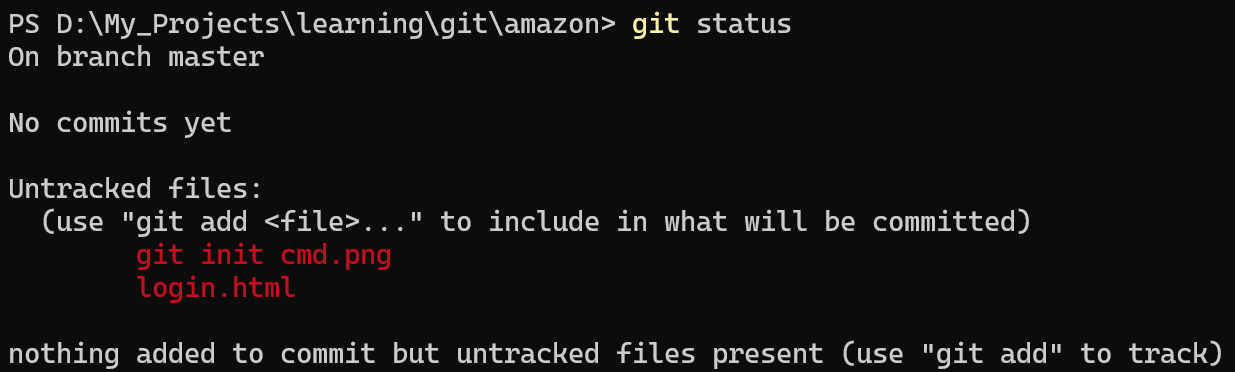 PS D:\My_Projects\learning\git\amazon> git status
On branch master
No commits yet
Untracked files:
(use "git add <file>..." to include in what will be committed)
git init cmd.png
login.html
nothing added to commit but untracked files present (use "git add" to track)